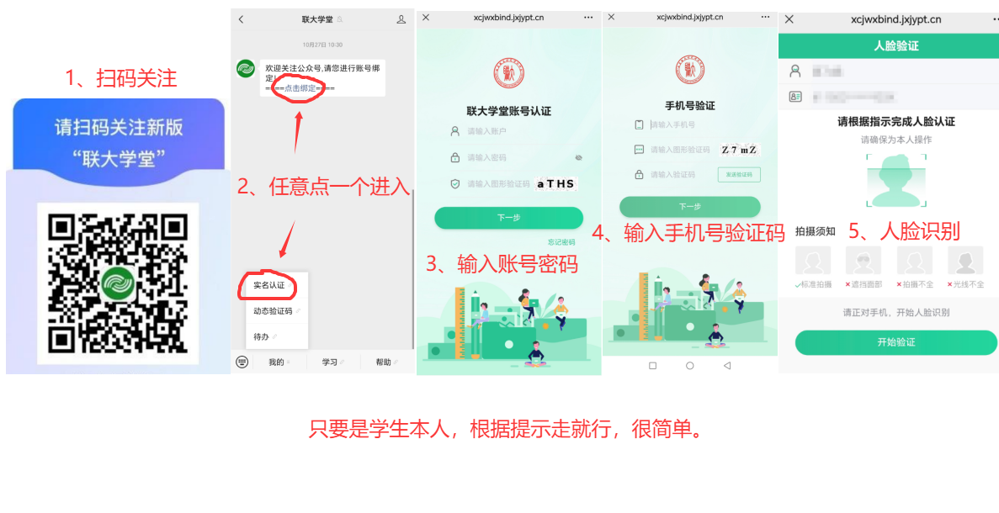 1、扫码关注
请扫码关注新版
“联大学堂”
联大学堂
10月27日 10:30
欢迎关注公众号,请您进行账号绑
定!
====点击绑定====
2、任意点一个进入
实名认证
动态验证码
待办
我的
学习
帮助
xcjwxbind.jxjypt.cn
联大学堂账号认证
请输入账户
请输入密码
请输入图形验证码
aTHS
下一步
忘记密码
3、输入账号密码
xcjwxbind.jxjypt.cn
手机号验证
请输入手机号
请输入图形验证码
Z7mZ
请输入验证码
发送验证码
下一步
4、输入手机号验证码
xcjwxbind.jxjypt.cn
人脸验证
请根据指示完成人脸认证
请确保为本人操作
拍摄须知
5、人脸识别
标准拍摄
遮挡面部
拍摄不全
光线不全
请正对手机，开始人脸识别
开始验证
只要是学生本人，根据提示走就行，很简单。